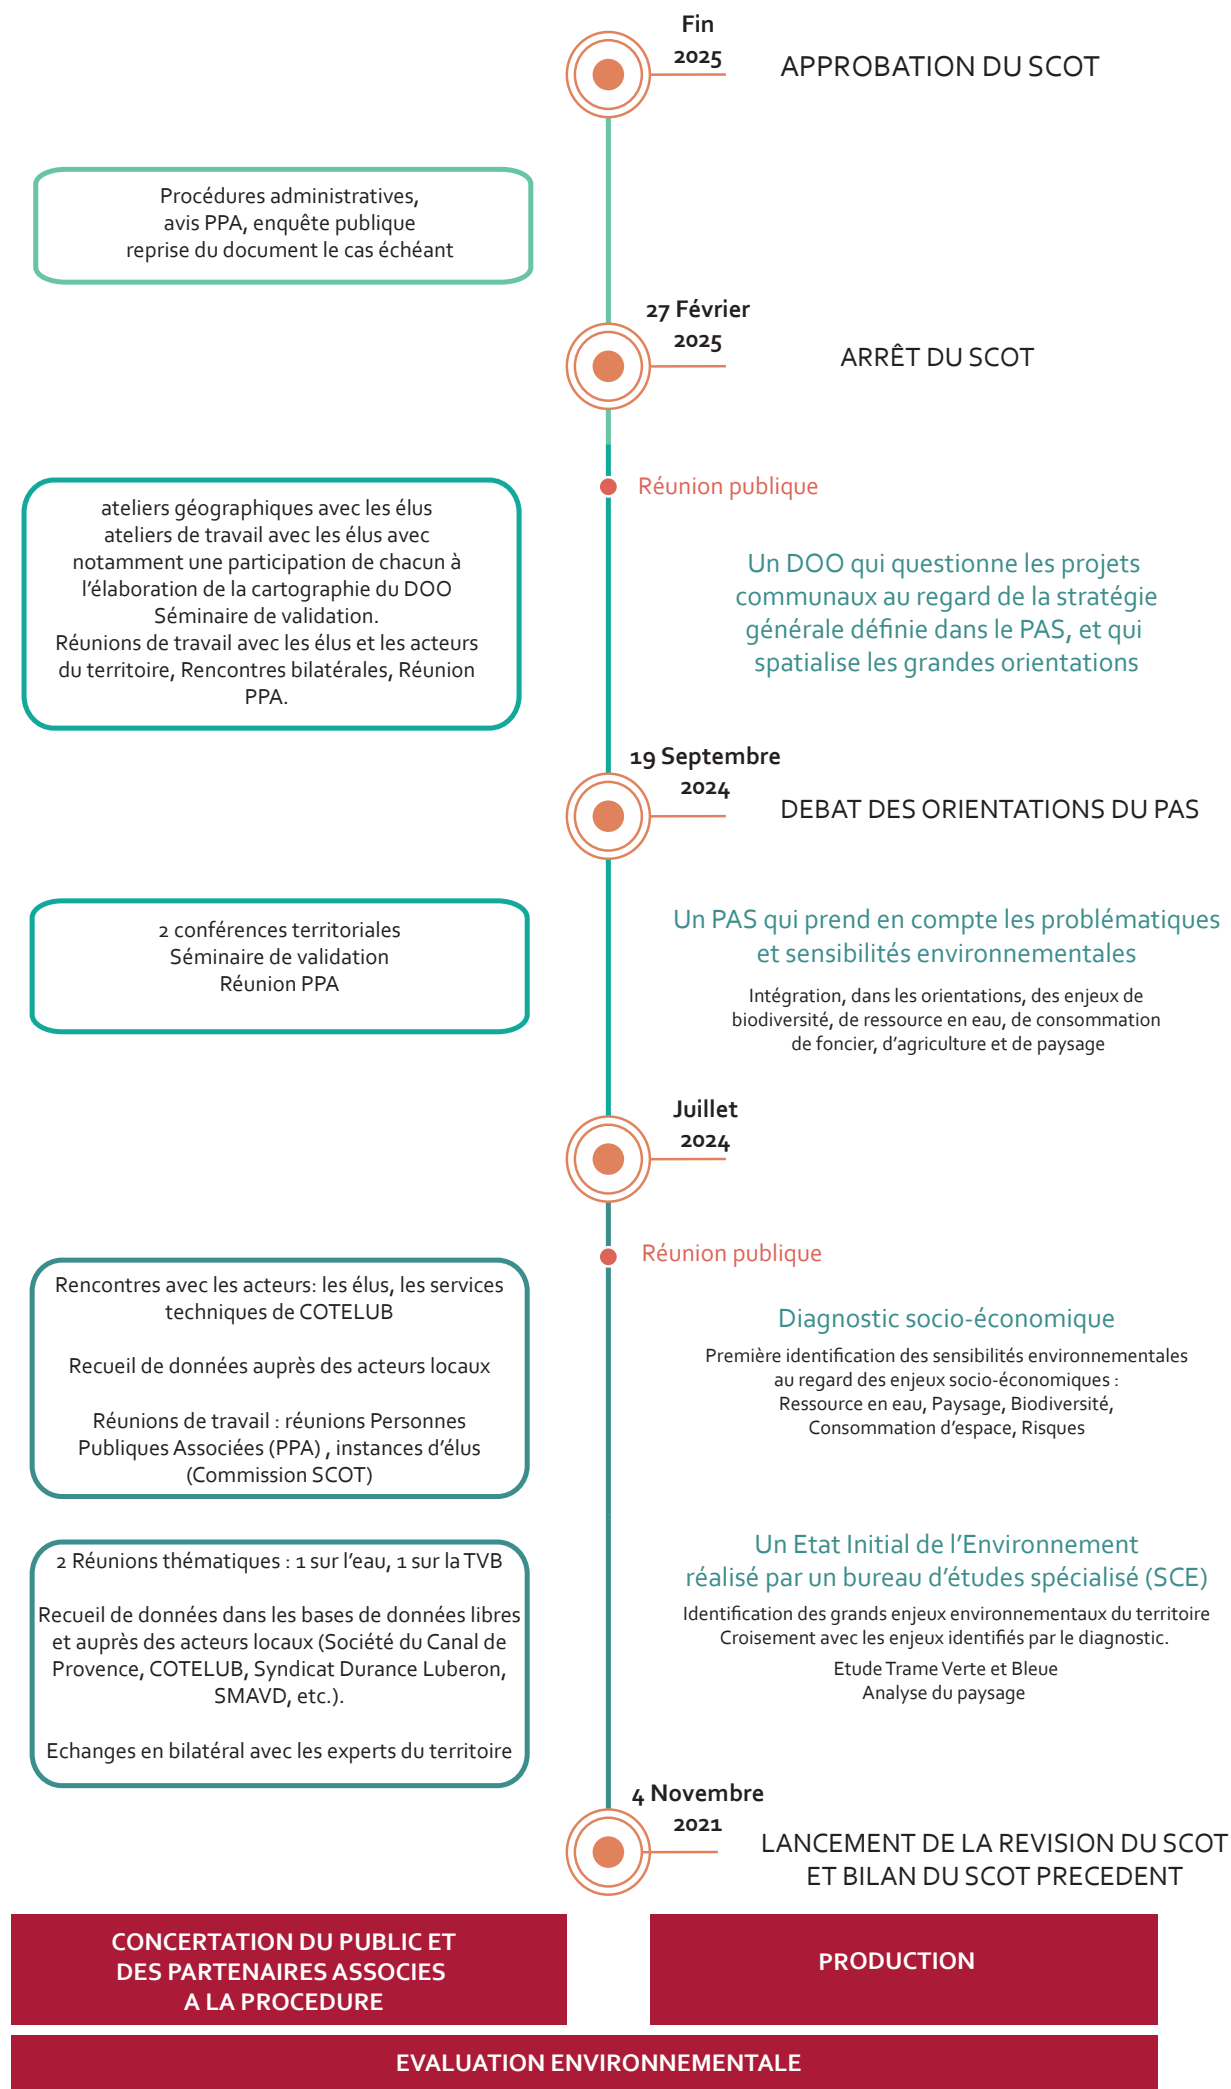 Fin
2025
APPROBATION DU SCOT
Procédures administratives,
avis PPA, enquête publique
reprise du document le cas échéant
27 Février
2025
ARRÊT DU SCOT
Réunion publique
ateliers géographiques avec les élus
ateliers de travail avec les élus avec
notamment une participation de chacun à
l'élaboration de la cartographie du DOO
Séminaire de validation.
Réunions de travail avec les élus et les acteurs
du territoire, Rencontres bilatérales, Réunion
PPA.
Un DOO qui questionne les projets
communaux au regard de la stratégie
générale définie dans le PAS, et qui
spatialise les grandes orientations
19 Septembre
2024
DEBAT DES ORIENTATIONS DU PAS
2 conférences territoriales
Séminaire de validation
Réunion PPA
Un PAS qui prend en compte les problématiques
et sensibilités environnementales
Intégration, dans les orientations, des enjeux de
biodiversité, de ressource en eau, de consommation
de foncier, d'agriculture et de paysage
Juillet
2024
Réunion publique
Rencontres avec les acteurs: les élus, les services
techniques de COTELUB
Recueil de données auprès des acteurs locaux
Réunions de travail : réunions Personnes
Publiques Associées (PPA) , instances d'élus
(Commission SCOT)
Diagnostic socio-économique
Première identification des sensibilités environnementales
au regard des enjeux socio-économiques :
Ressource en eau, Paysage, Biodiversité,
Consommation d'espace, Risques
2 Réunions thématiques : 1 sur l'eau, 1 sur la TVB
Recueil de données dans les bases de données libres
et auprès des acteurs locaux (Société du Canal de
Provence, COTELUB, Syndicat Durance Luberon,
SMAVD, etc.).
Echanges en bilatéral avec les experts du territoire
Un Etat Initial de l'Environnement
réalisé par un bureau d'études spécialisé (SCE)
Identification des grands enjeux environnementaux du territoire
Croisement avec les enjeux identifiés par le diagnostic.
Etude Trame Verte et Bleue
Analyse du paysage
4 Novembre
2021
LANCEMENT DE LA REVISION DU SCOT
ET BILAN DU SCOT PRECEDENT
CONCERTATION DU PUBLIC ET
DES PARTENAIRES ASSOCIES
A LA PROCEDURE
PRODUCTION
EVALUATION ENVIRONNEMENTALE